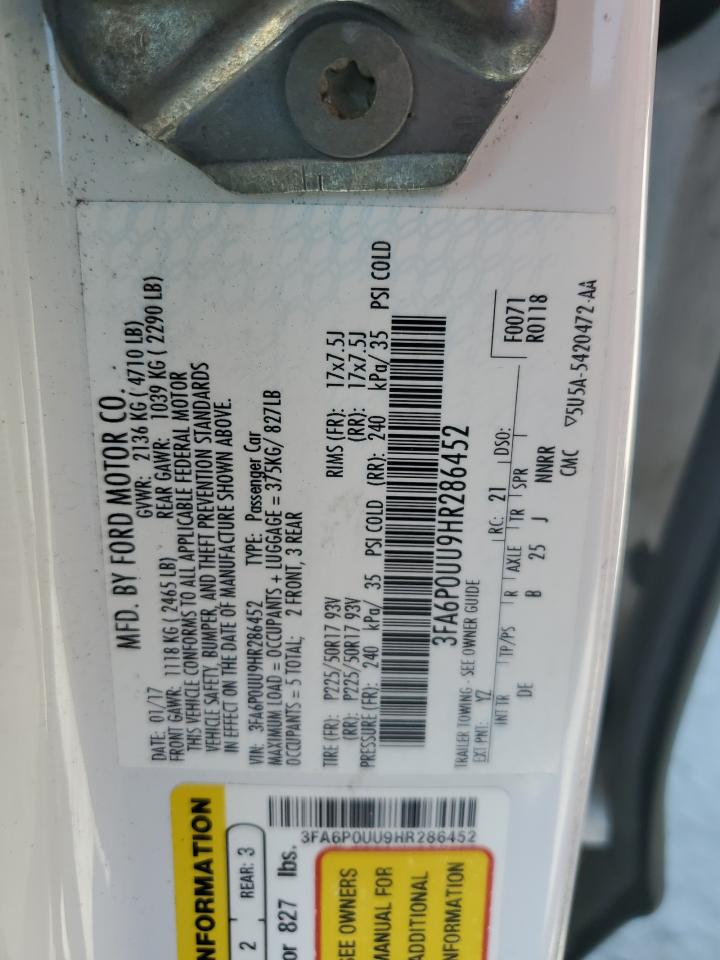 MFD. BY FORD MOTOR CO.
DATE: 01/17 GVWR: 2136 KG ( 4710 LB)
FRONT GAWR: 1118 KG ( 2465 LB) REAR GAWR: 1039 KG ( 2290 LB)
THIS VEHICLE CONFORMS TO ALL APPLICABLE FEDERAL MOTOR
VEHICLE SAFETY, BUMPER, AND THEFT PREVENTION STANDARDS
IN EFFECT ON THE DATE OF MANUFACTURE SHOWN ABOVE.
VIN: 3FA6P0UU9HR286452 TYPE: Passenger Car
MAXIMUM LOAD = OCCUPANTS + LUGGAGE = 375KG/ 827LB
OCCUPANTS = 5 TOTAL; 2 FRONT, 3 REAR
TIRE (FR): P225/50R17 93V RIMS (FR): 17x7.5J
(RR): P225/50R17 93V (RR): 17x7.5J
PRESSURE (FR): 240 kPa/ 35 PSI COLD (RR): 240 kPa/ 35 PSI COLD
3FA6P0UU9HR286452
TRAILER TOWING - SEE OWNER GUIDE
F0071
EXT PNT: YZ RC: 21 DSO: R0118
INT TR TP/PS R AXLE TR SPR
DE B 25 J NNRR
CMC ▽5U5A-5420472-AA
3FA6P0UU9HR286452
NFORMATION
2 REAR: 3
or 827 lbs.
SEE OWNERS
MANUAL FOR
ADDITIONAL
NFORMATION